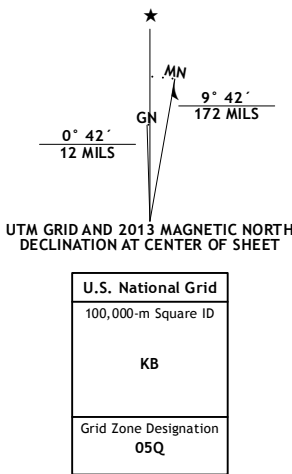 ★
MN
GN
9° 42´
172 MILS
0° 42´
12 MILS
UTM GRID AND 2013 MAGNETIC NORTH
DECLINATION AT CENTER OF SHEET
U.S. National Grid
100,000-m Square ID
KB
Grid Zone Designation
05Q